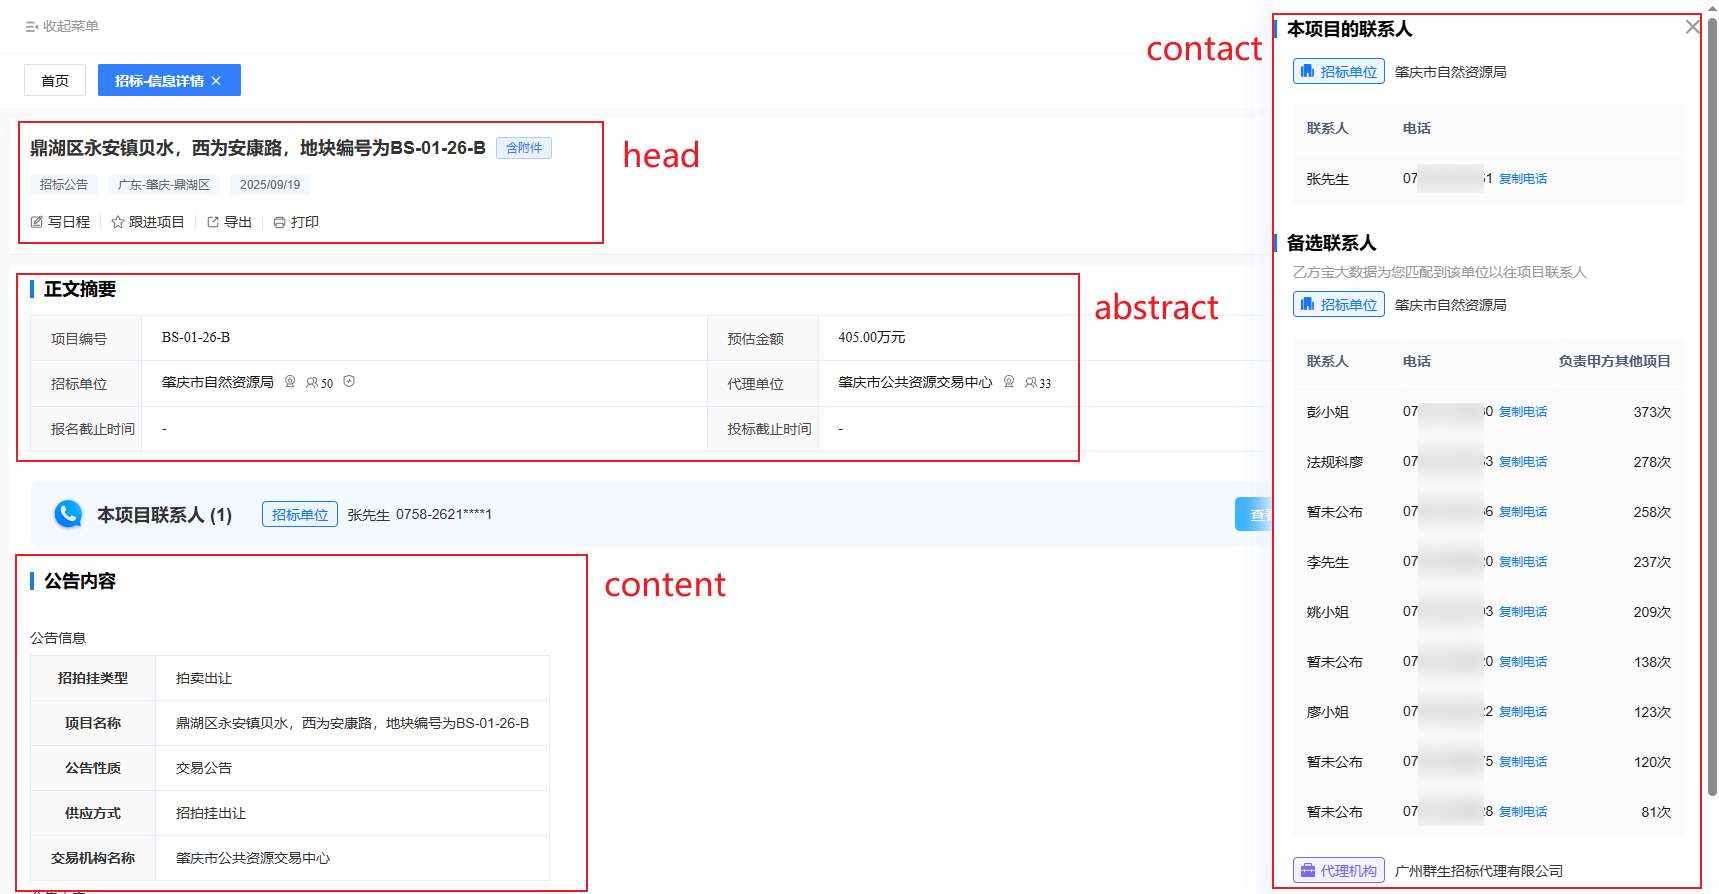 收起菜单
首页
招标-信息详情 ×
鼎湖区永安镇贝水，西为安康路，地块编号为BS-01-26-B 含附件
招标公告 广东-肇庆-鼎湖区 2025/09/19
写日程 跟进项目 导出 打印
head
正文摘要
abstract
项目编号 BS-01-26-B 预估金额 405.00万元
招标单位 肇庆市自然资源局 50 代理单位 肇庆市公共资源交易中心 33
报名截止时间 - 投标截止时间 -
本项目联系人 (1) 招标单位 张先生 0758-2621****1
公告内容
content
公告信息
招拍挂类型 拍卖出让
项目名称 鼎湖区永安镇贝水，西为安康路，地块编号为BS-01-26-B
公告性质 交易公告
供应方式 招拍挂出让
交易机构名称 肇庆市公共资源交易中心
contact
本项目的联系人
招标单位 肇庆市自然资源局
联系人 电话
张先生 07 1 复制电话
备选联系人
乙方宝大数据为您匹配到该单位以往项目联系人
招标单位 肇庆市自然资源局
联系人 电话 负责甲方其他项目
彭小姐 07 0 复制电话 373次
法规科廖 07 3 复制电话 278次
暂未公布 07 6 复制电话 258次
李先生 07 0 复制电话 237次
姚小姐 07 3 复制电话 209次
暂未公布 07 0 复制电话 138次
廖小姐 07 2 复制电话 123次
暂未公布 07 5 复制电话 120次
暂未公布 07 8 复制电话 81次
代理机构 广州群生招标代理有限公司